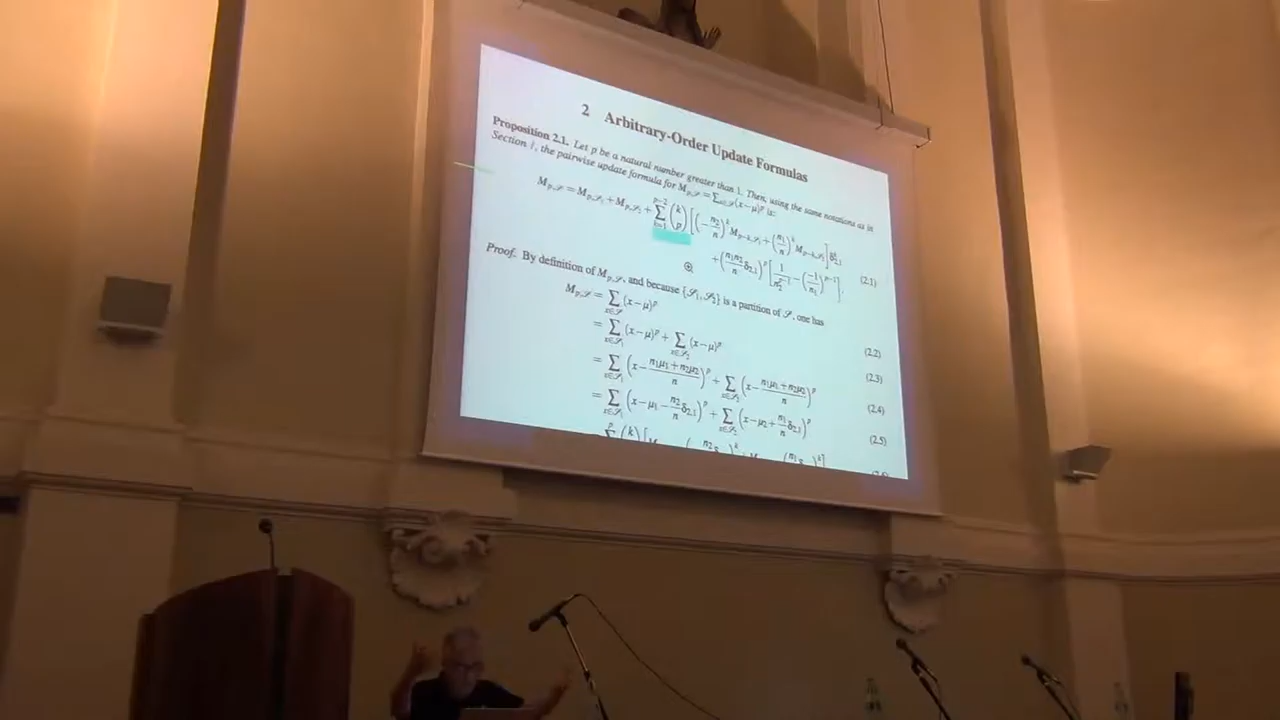 2 Arbitrary-Order Update Formulas
Proposition 2.1. Let p be a natural number greater than 1. Then, using the same notations as in
Section 1, the pairwise update formula for M_{p,𝒮} = ∑_{x∈𝒮}(x−μ)^p is:
M_{p,𝒮} = M_{p,𝒮₁} + M_{p,𝒮₂} + ∑_{k=1}^{p−2} (k p) [(−n₂/n)^k M_{p−k,𝒮₁} + (n₁/n)^k M_{p−k,𝒮₂}] δ^k_{2,1}
+ (n₁n₂/n δ_{2,1})^p [1/n₂^{p−1} − (−1/n₁)^{p−1}]. (2.1)
Proof. By definition of M_{p,𝒮}, and because {𝒮₁,𝒮₂} is a partition of 𝒮, one has
M_{p,𝒮} = ∑_{x∈𝒮} (x−μ)^p (2.2)
= ∑_{x∈𝒮₁} (x−μ)^p + ∑_{x∈𝒮₂} (x−μ)^p (2.3)
= ∑_{x∈𝒮₁} (x − (n₁μ₁+n₂μ₂)/n)^p + ∑_{x∈𝒮₂} (x − (n₁μ₁+n₂μ₂)/n)^p (2.4)
= ∑_{x∈𝒮₁} (x−μ₁ − n₂/n δ_{2,1})^p + ∑_{x∈𝒮₂} (x−μ₂ + n₁/n δ_{2,1})^p (2.5)